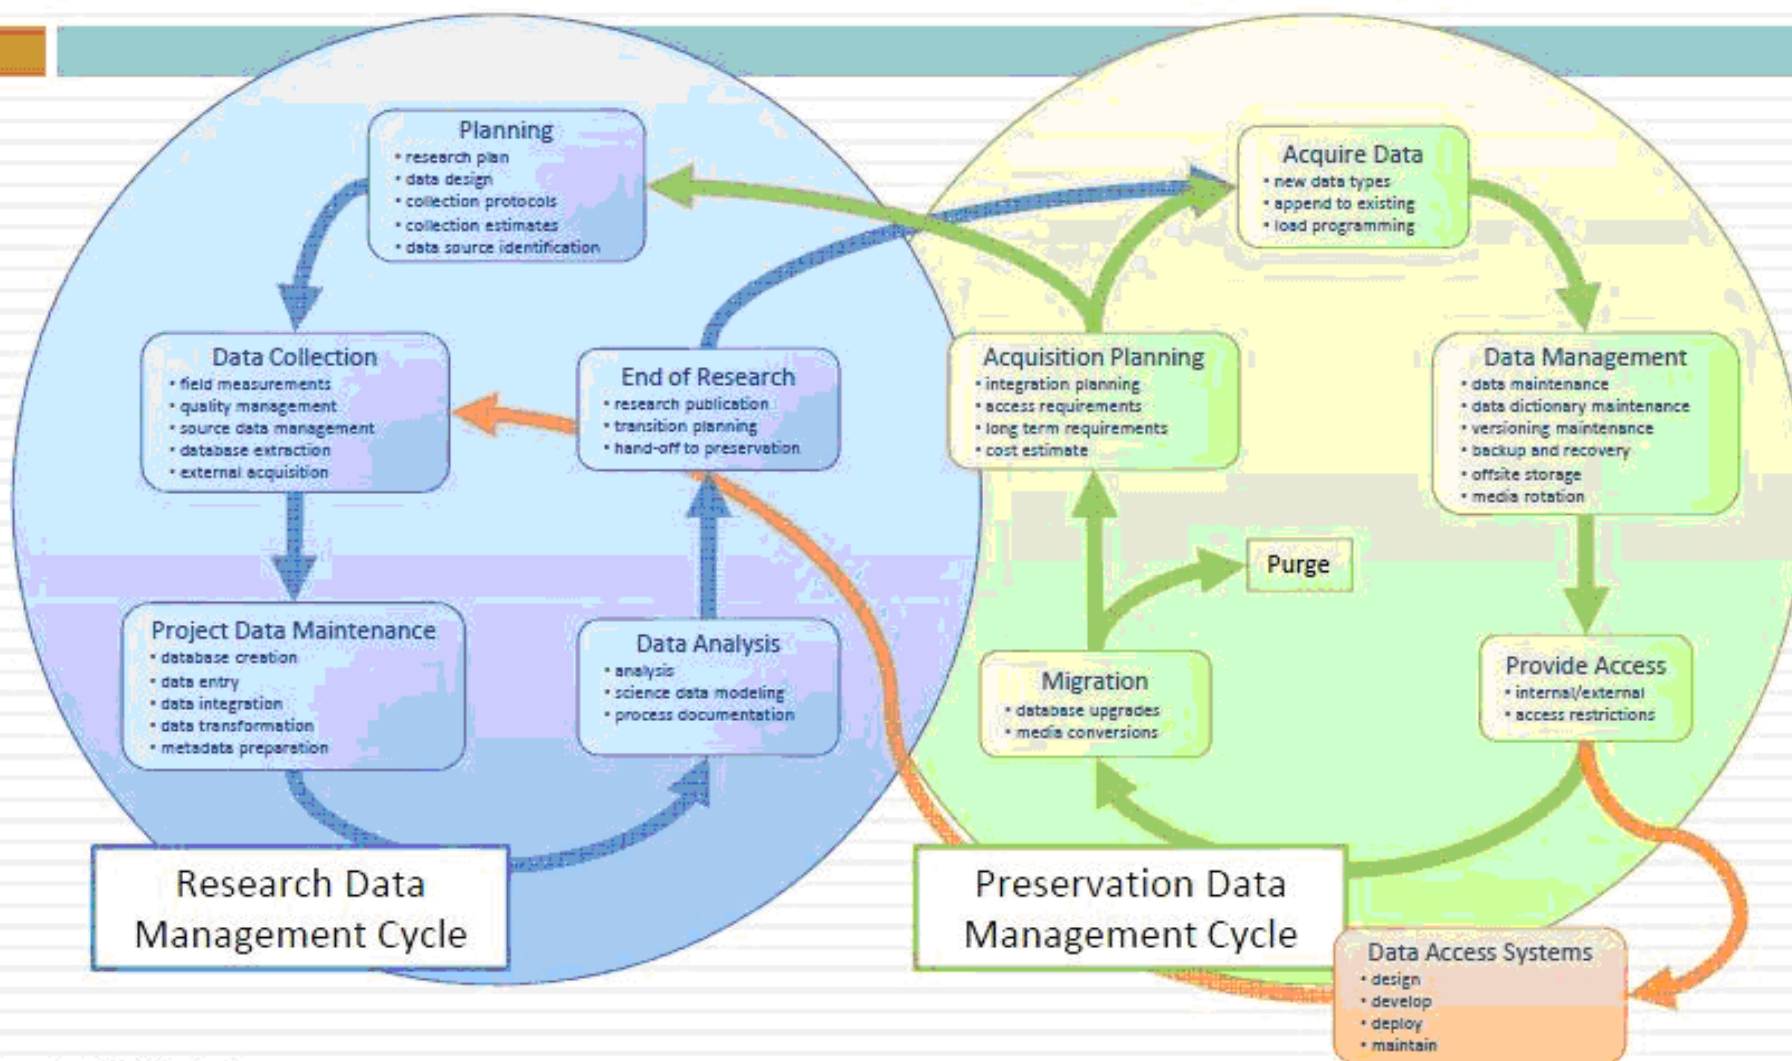 Planning
• research plan
• data design
• collection protocols
• collection estimates
• data source identification
Data Collection
• field measurements
• quality management
• source data management
• database extraction
• external acquisition
Project Data Maintenance
• database creation
• data entry
• data integration
• data transformation
• metadata preparation
Data Analysis
• analysis
• science data modeling
• process documentation
End of Research
• research publication
• transition planning
• hand-off to preservation
Research Data
Management Cycle
Acquire Data
• new data types
• append to existing
• load programming
Data Management
• data maintenance
• data dictionary maintenance
• versioning maintenance
• backup and recovery
• offsite storage
• media rotation
Provide Access
• internal/external
• access restrictions
Migration
• database upgrades
• media conversions
Purge
Acquisition Planning
• integration planning
• access requirements
• long term requirements
• cost estimate
Preservation Data
Management Cycle
Data Access Systems
• design
• develop
• deploy
• maintain